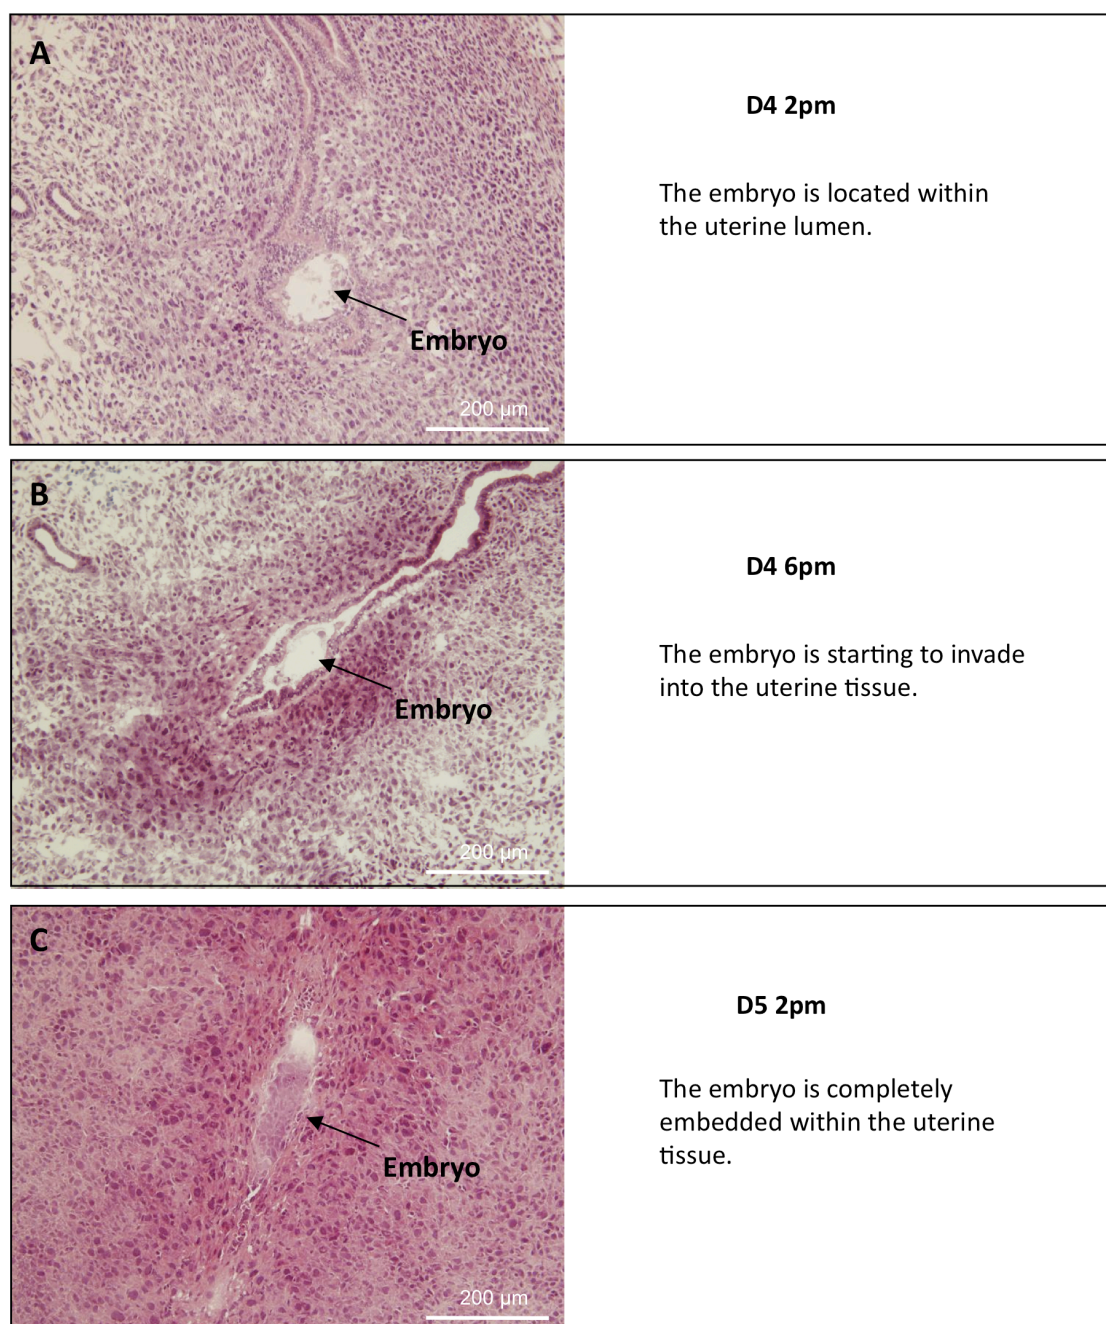 A
D4 2pm
The embryo is located within
the uterine lumen.
Embryo
200 µm
B
D4 6pm
The embryo is starting to invade
into the uterine tissue.
Embryo
200 µm
C
D5 2pm
The embryo is completely
embedded within the uterine
tissue.
Embryo
200 µm